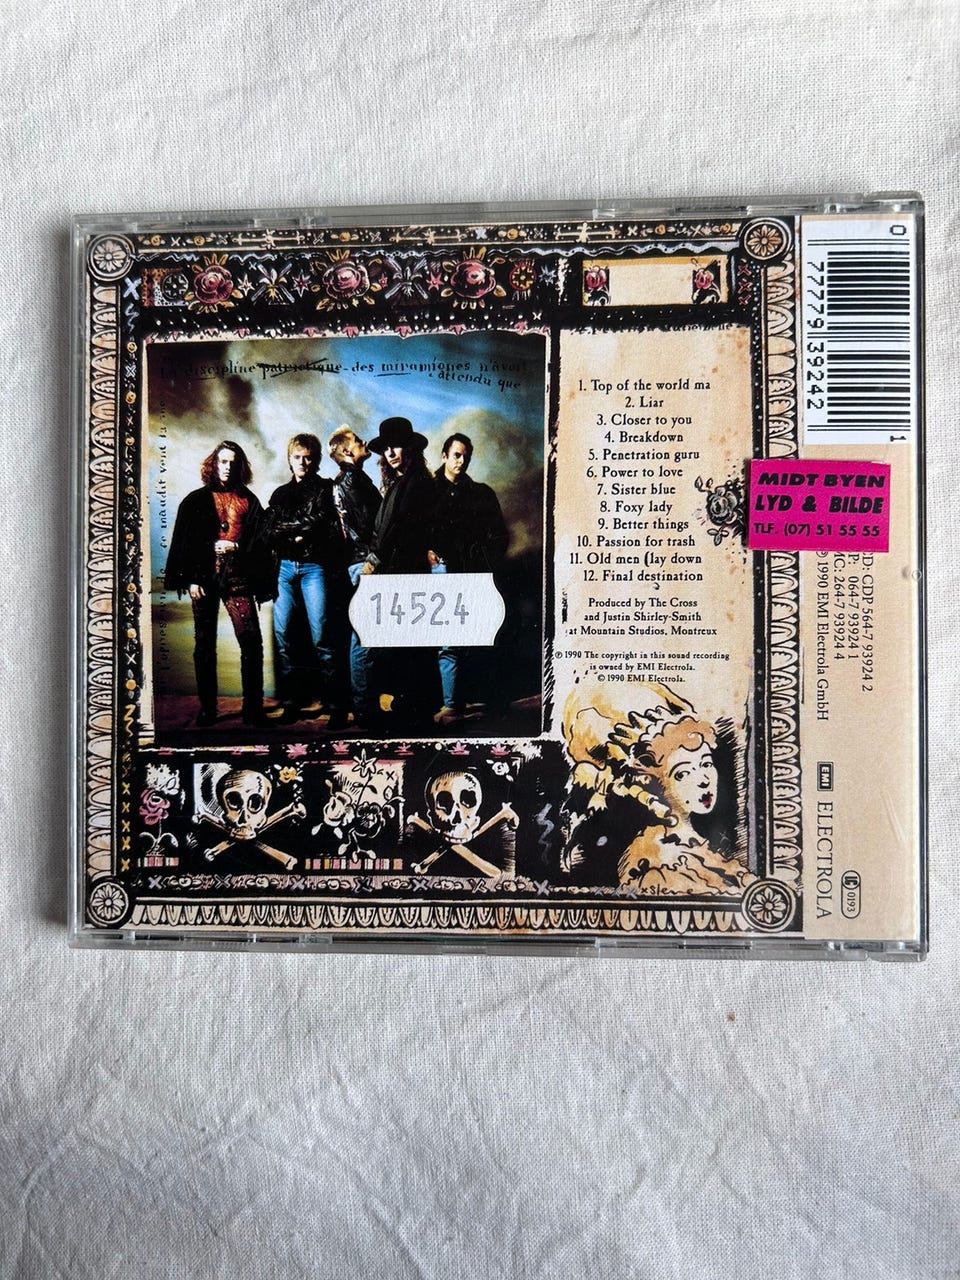 discipline patriotique des miramiones n'avoit
attendu que
14524
1. Top of the world ma
2. Liar
3. Closer to you
4. Breakdown
5. Penetration guru
6. Power to love
7. Sister blue
8. Foxy lady
9. Better things
10. Passion for trash
11. Old men (lay down
12. Final destination
Produced by The Cross
and Justin Shirley-Smith
at Mountain Studios, Montreux
℗ 1990 The copyright in this sound recording
is owned by EMI Electrola.
© 1990 EMI Electrola.
0 77779 39242 1
MIDT BYEN
LYD & BILDE
TLF. (07) 51 55 55
CD: CDP 564-7 93924 2
LP: 064-7 93924 1
MC: 264-7 93924 4
℗ 1990 EMI Electrola GmbH
EMI ELECTROLA
LC 0193